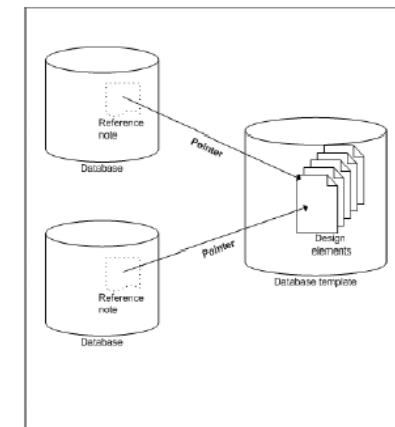 Reference
note
Database
Pointer
Design
elements
Database template
Pointer
Reference
note
Database